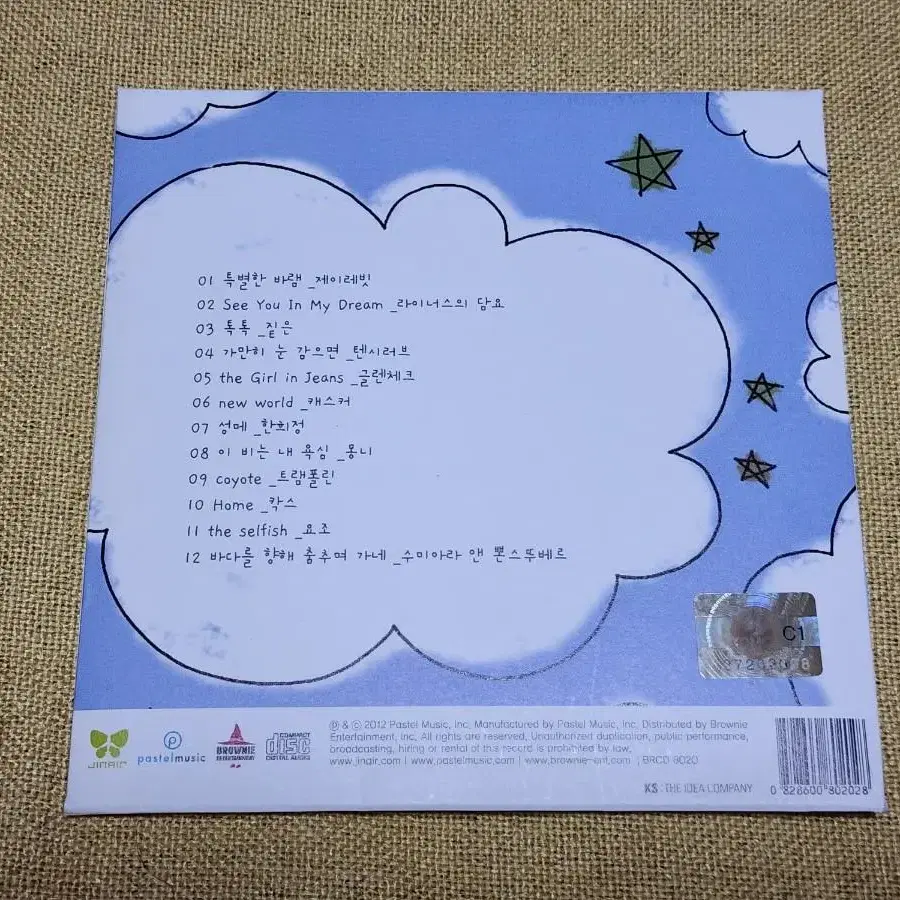 01 특별한 바램 _제이레빗
02 See You In My Dream _라이너스의 담요
03 톡톡 _짙은
04 가만히 눈 감으면 _텐시러브
05 the Girl in Jeans _글렌체크
06 new world _캐스커
07 성메 _한희정
08 이 비는 내 욕심 _몽니
09 coyote _트램폴린
10 Home _칵스
11 the selfish _요조
12 바다를 향해 춤추며 가네 _수미아라 앤 뽄스뚜베르
C1
JINAIR
pastelmusic
BROWNIE
ENTERTAINMENT
COMPACT
disc
DIGITAL AUDIO
℗ & © 2012 Pastel Music, Inc. Manufactured by Pastel Music, Inc. Distributed by Brownie
Entertainment, Inc. All rights are reserved. Unauthorized duplication, public performance,
broadcasting, hiring or rental of this record is prohibited by law.
www.jinair.com | www.pastelmusic.com | www.brownie-ent.com | BRCD 8020
KS : THE IDEA COMPANY
0 828600 802028